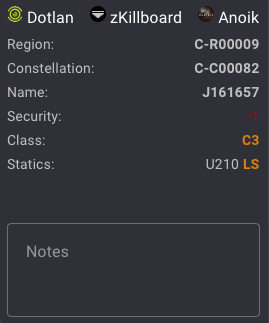 Dotlan zKillboard Anoik
Region: C-R00009
Constellation: C-C00082
Name: J161657
Security: -1
Class: C3
Statics: U210 LS
Notes